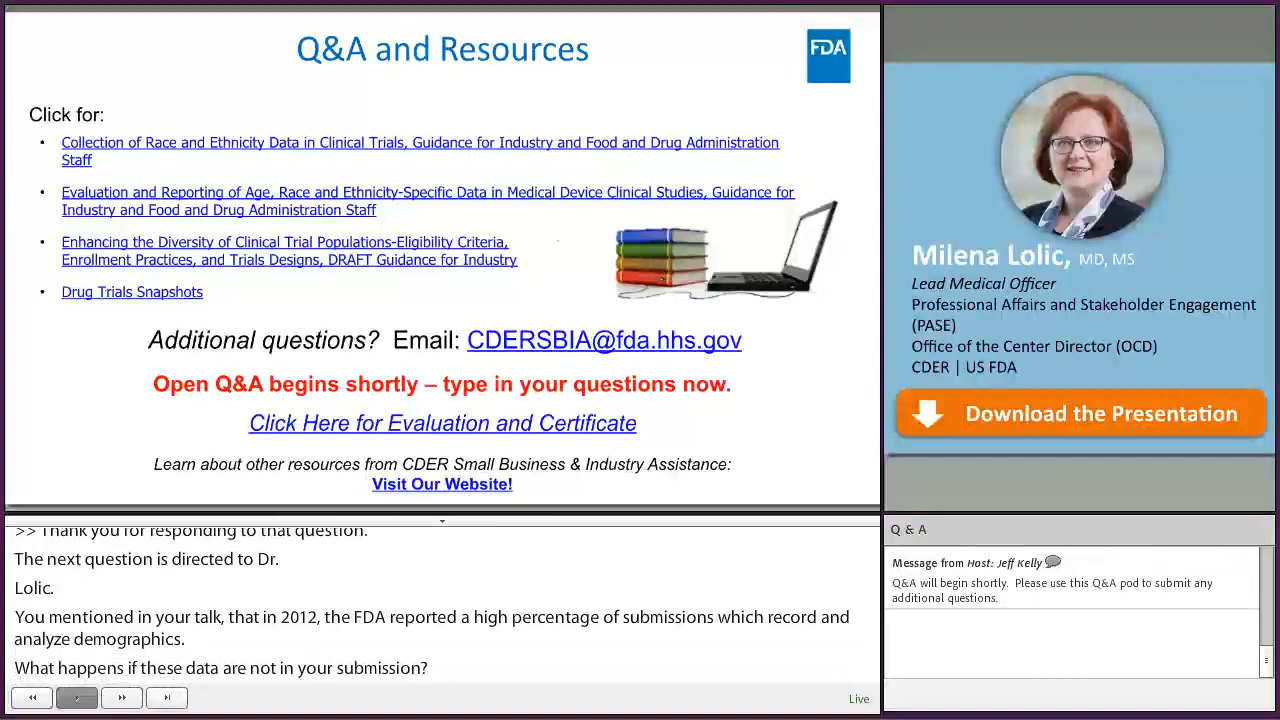 Q&A and Resources
FDA
Click for:
• Collection of Race and Ethnicity Data in Clinical Trials, Guidance for Industry and Food and Drug Administration
Staff
• Evaluation and Reporting of Age, Race and Ethnicity-Specific Data in Medical Device Clinical Studies, Guidance for
Industry and Food and Drug Administration Staff
• Enhancing the Diversity of Clinical Trial Populations-Eligibility Criteria,
Enrollment Practices, and Trials Designs, DRAFT Guidance for Industry
• Drug Trials Snapshots
Additional questions? Email: CDERSBIA@fda.hhs.gov
Open Q&A begins shortly – type in your questions now.
Click Here for Evaluation and Certificate
Learn about other resources from CDER Small Business & Industry Assistance:
Visit Our Website!
Milena Lolic, MD, MS
Lead Medical Officer
Professional Affairs and Stakeholder Engagement
(PASE)
Office of the Center Director (OCD)
CDER | US FDA
Download the Presentation
>> Thank you for responding to that question.
The next question is directed to Dr.
Lolic.
You mentioned in your talk, that in 2012, the FDA reported a high percentage of submissions which record and
analyze demographics.
What happens if these data are not in your submission?
Live
Q & A
Message from Host: Jeff Kelly
Q&A will begin shortly. Please use this Q&A pod to submit any
additional questions.